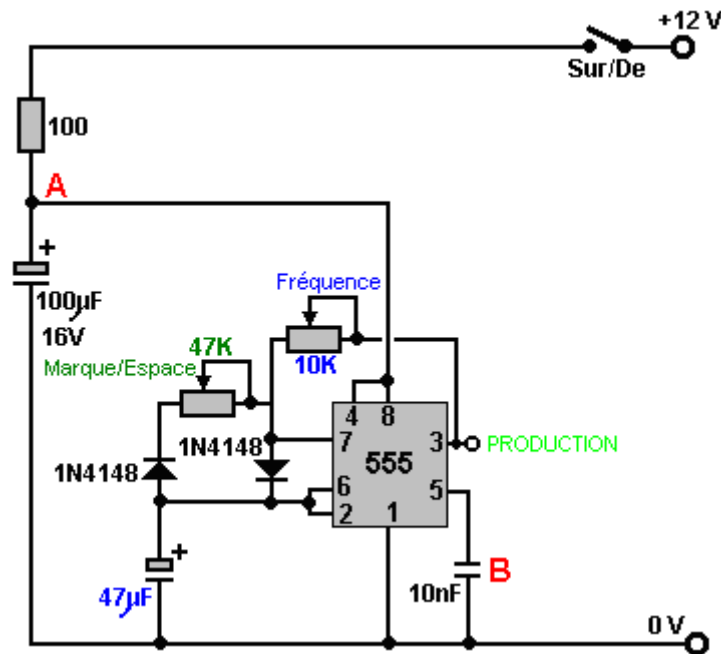 +12 V
Sur/De
100
A
+
100µF
16V
Fréquence
47K
10K
Marque/Espace
4 8
1N4148
7
3
PRODUCTION
555
1N4148
6
5
2
1
+
47µF
10nF
B
0 V